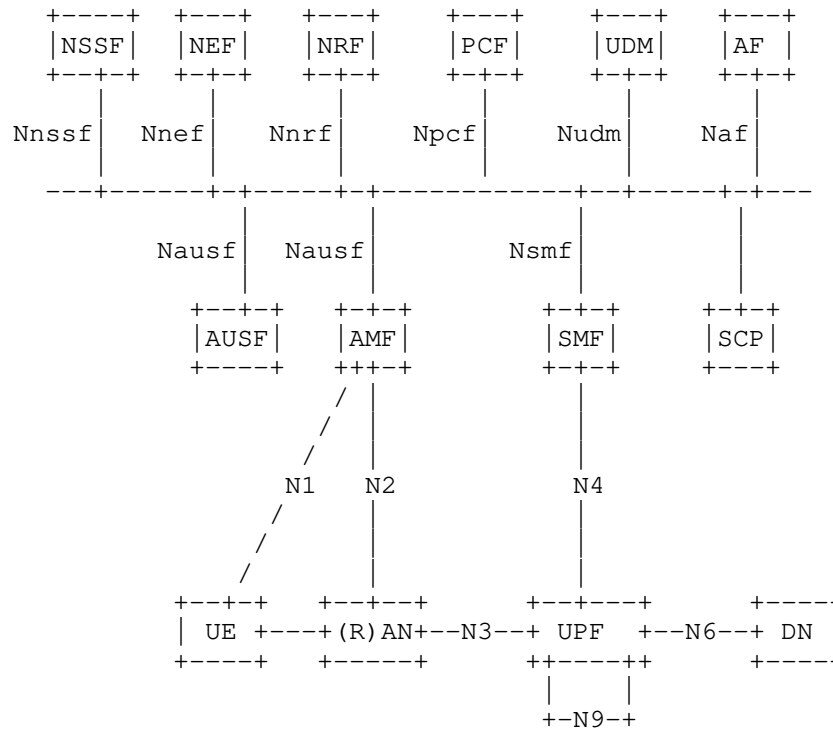 NSSF NEF NRF PCF UDM AF
Nnssf Nnef Nnrf Npcf Nudm Naf
Nausf Nausf Nsmf
AUSF AMF SMF SCP
N1 N2 N4
UE (R)AN N3 UPF N6 DN
N9